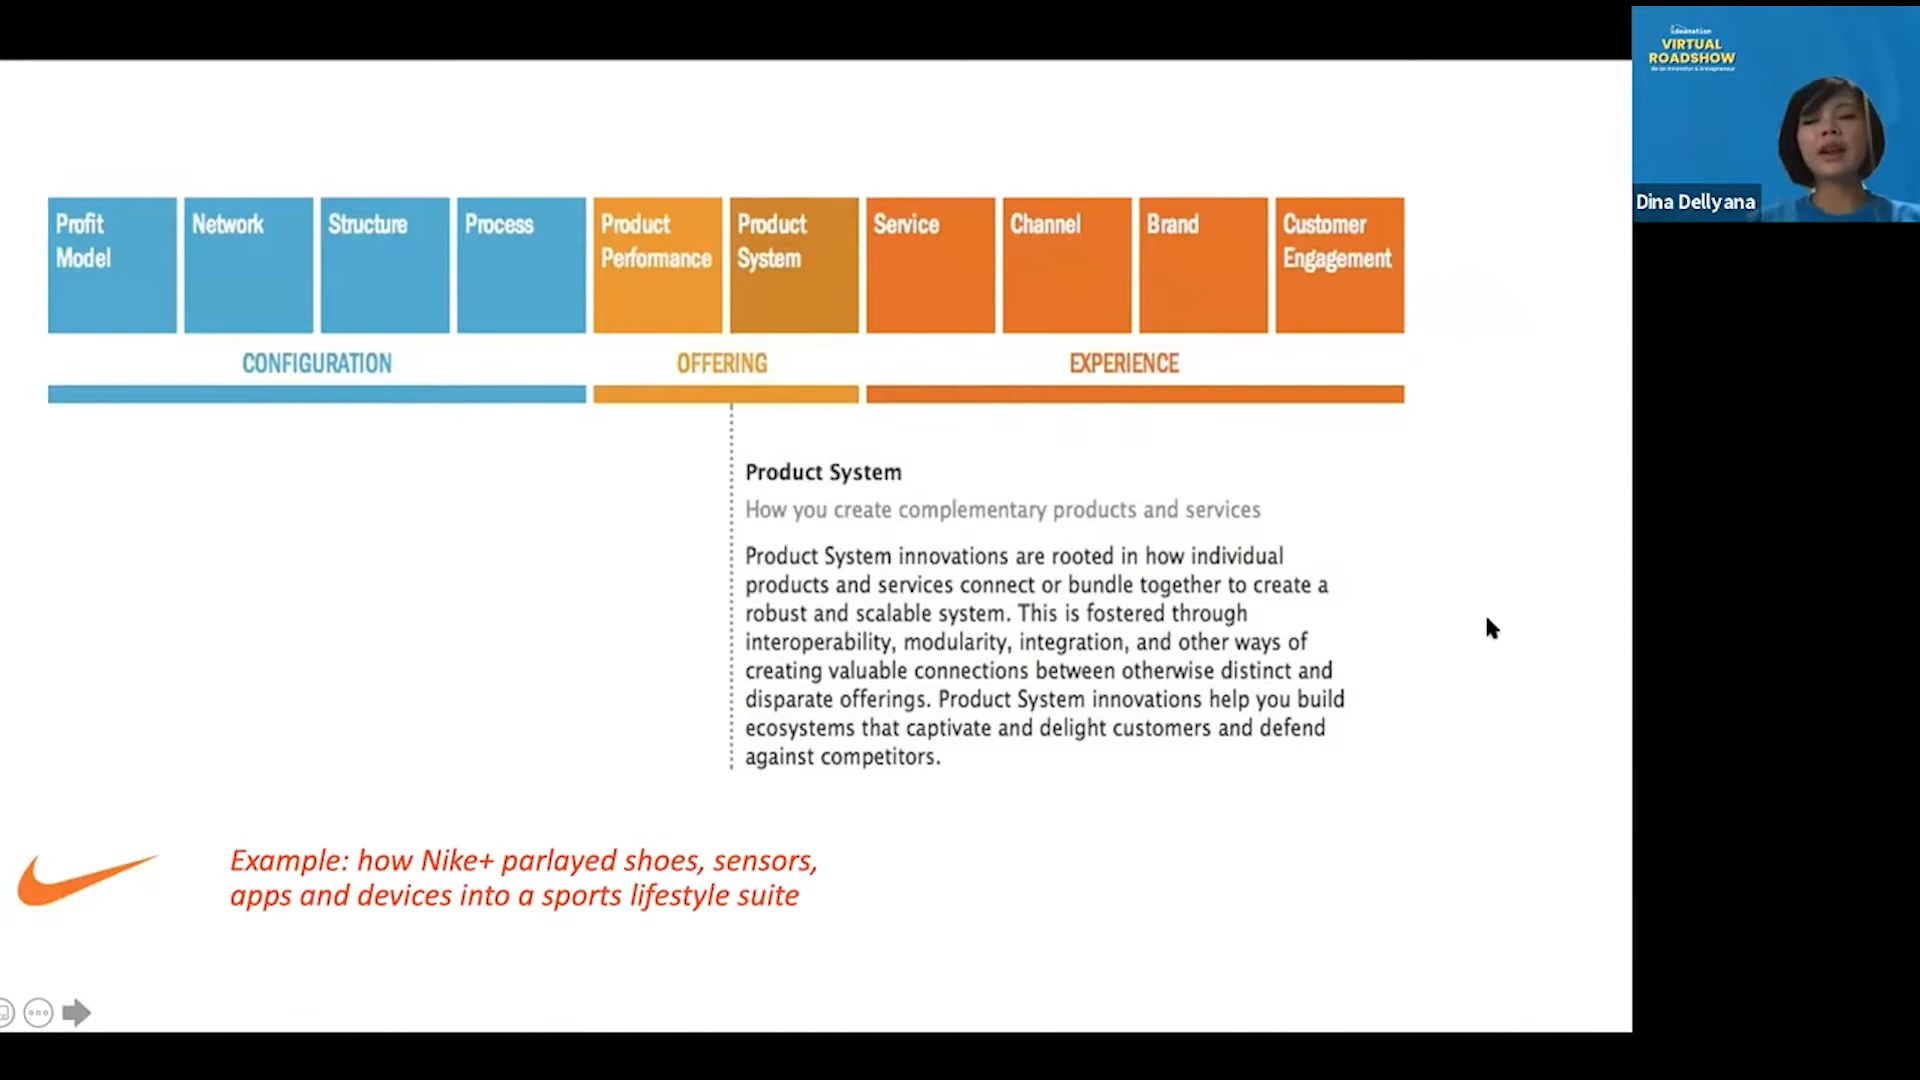 Profit
Model
Network
Structure
Process
Product
Performance
Product
System
Service
Channel
Brand
Customer
Engagement
CONFIGURATION
OFFERING
EXPERIENCE
Product System
How you create complementary products and services
Product System innovations are rooted in how individual
products and services connect or bundle together to create a
robust and scalable system. This is fostered through
interoperability, modularity, integration, and other ways of
creating valuable connections between otherwise distinct and
disparate offerings. Product System innovations help you build
ecosystems that captivate and delight customers and defend
against competitors.
Example: how Nike+ parlayed shoes, sensors,
apps and devices into a sports lifestyle suite
ideanation
VIRTUAL
ROADSHOW
Be an Innovator & Entrepreneur
Dina Dellyana